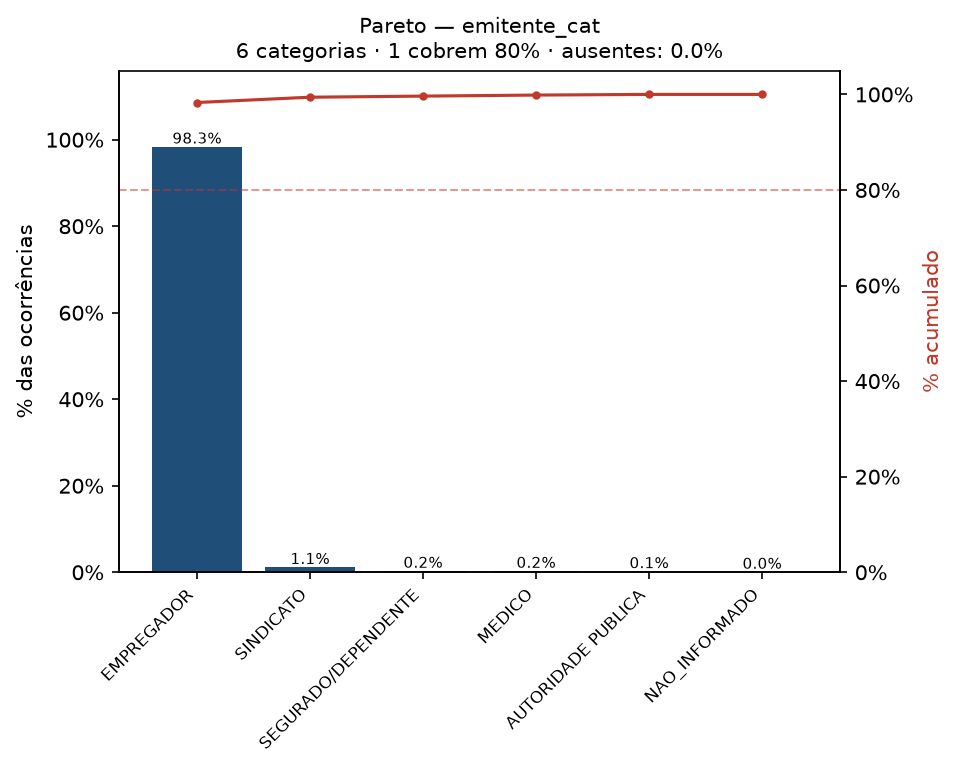 Pareto — emitente_cat
6 categorias · 1 cobrem 80% · ausentes: 0.0%
% das ocorrências
100%
80%
60%
40%
20%
0%
98.3%
1.1%
0.2%
0.2%
0.1%
0.0%
100%
80%
60%
40%
20%
0%
% acumulado
EMPREGADOR
SINDICATO
SEGURADO/DEPENDENTE
MEDICO
AUTORIDADE PUBLICA
NAO_INFORMADO